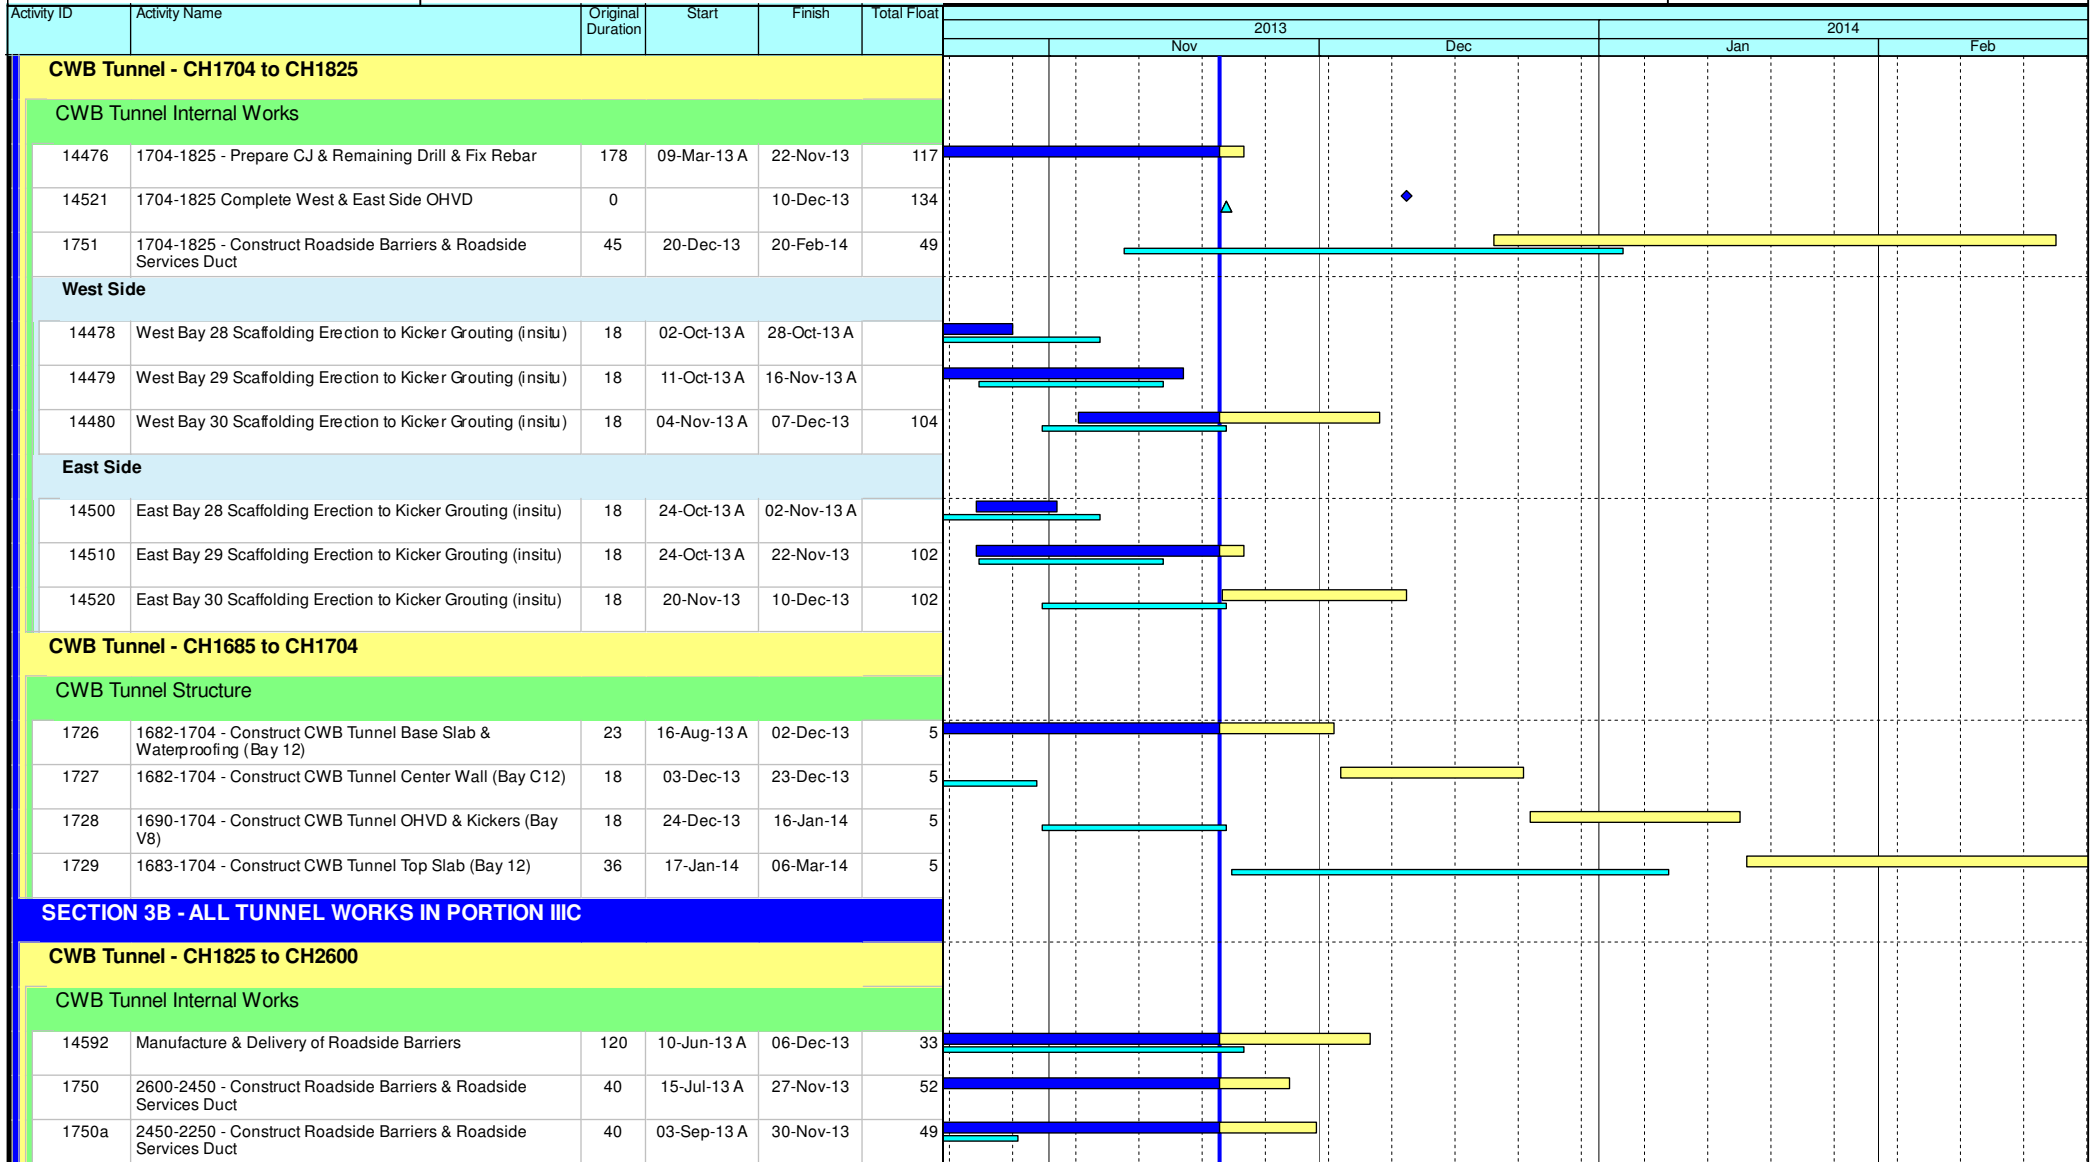 Activity ID Activity Name Original Duration Start Finish Total Float
2013 2014
Nov Dec Jan Feb
CWB Tunnel - CH1704 to CH1825
CWB Tunnel Internal Works
14476 1704-1825 - Prepare CJ & Remaining Drill & Fix Rebar 178 09-Mar-13 A 22-Nov-13 117
14521 1704-1825 Complete West & East Side OHVD 0 10-Dec-13 134
1751 1704-1825 - Construct Roadside Barriers & Roadside 45 20-Dec-13 20-Feb-14 49
Services Duct
West Side
14478 West Bay 28 Scaffolding Erection to Kicker Grouting (insitu) 18 02-Oct-13 A 28-Oct-13 A
14479 West Bay 29 Scaffolding Erection to Kicker Grouting (insitu) 18 11-Oct-13 A 16-Nov-13 A
14480 West Bay 30 Scaffolding Erection to Kicker Grouting (insitu) 18 04-Nov-13 A 07-Dec-13 104
East Side
14500 East Bay 28 Scaffolding Erection to Kicker Grouting (insitu) 18 24-Oct-13 A 02-Nov-13 A
14510 East Bay 29 Scaffolding Erection to Kicker Grouting (insitu) 18 24-Oct-13 A 22-Nov-13 102
14520 East Bay 30 Scaffolding Erection to Kicker Grouting (insitu) 18 20-Nov-13 10-Dec-13 102
CWB Tunnel - CH1685 to CH1704
CWB Tunnel Structure
1726 1682-1704 - Construct CWB Tunnel Base Slab & 23 16-Aug-13 A 02-Dec-13 5
Waterproofing (Bay 12)
1727 1682-1704 - Construct CWB Tunnel Center Wall (Bay C12) 18 03-Dec-13 23-Dec-13 5
1728 1690-1704 - Construct CWB Tunnel OHVD & Kickers (Bay 18 24-Dec-13 16-Jan-14 5
V8)
1729 1683-1704 - Construct CWB Tunnel Top Slab (Bay 12) 36 17-Jan-14 06-Mar-14 5
SECTION 3B - ALL TUNNEL WORKS IN PORTION IIIC
CWB Tunnel - CH1825 to CH2600
CWB Tunnel Internal Works
14592 Manufacture & Delivery of Roadside Barriers 120 10-Jun-13 A 06-Dec-13 33
1750 2600-2450 - Construct Roadside Barriers & Roadside 40 15-Jul-13 A 27-Nov-13 52
Services Duct
1750a 2450-2250 - Construct Roadside Barriers & Roadside 40 03-Sep-13 A 30-Nov-13 49
Services Duct